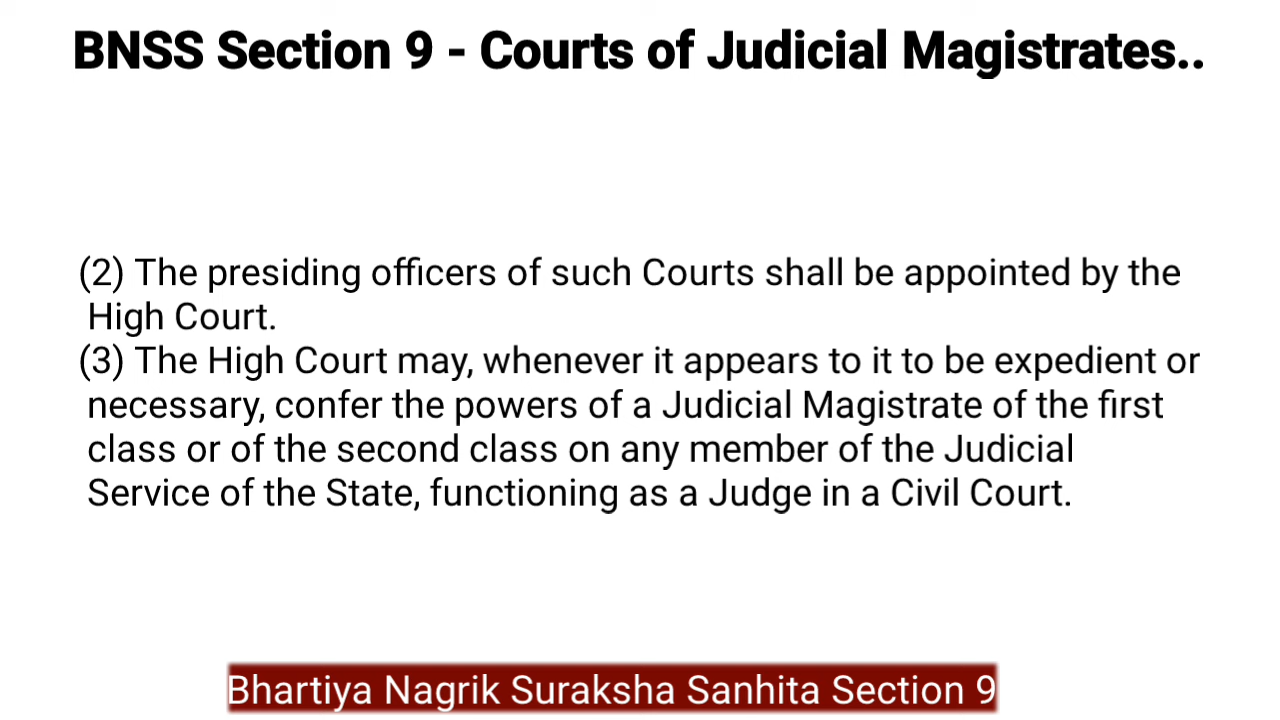 BNSS Section 9 - Courts of Judicial Magistrates..
(2) The presiding officers of such Courts shall be appointed by the
High Court.
(3) The High Court may, whenever it appears to it to be expedient or
necessary, confer the powers of a Judicial Magistrate of the first
class or of the second class on any member of the Judicial
Service of the State, functioning as a Judge in a Civil Court.
Bhartiya Nagrik Suraksha Sanhita Section 9